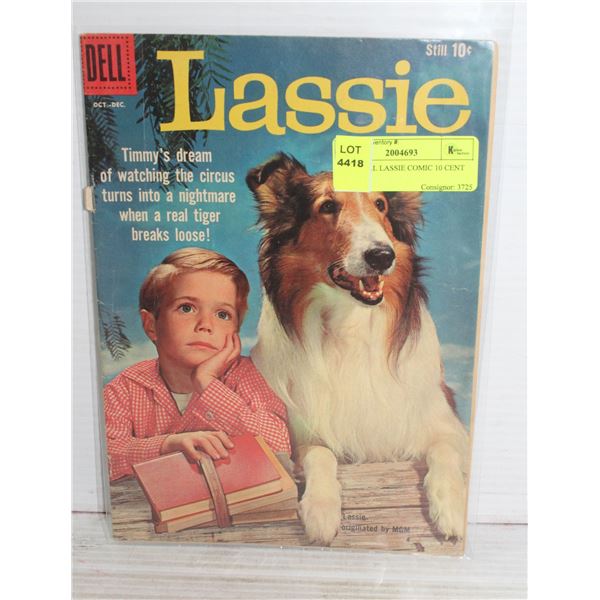 DELL
Still 10¢
OCT.-DEC.
Lassie
Timmy's dream
of watching the circus
turns into a nightmare
when a real tiger
breaks loose!
LOT
4418
entory #:
2004693
L LASSIE COMIC 10 CENT
Consignor: 3725
Lassie,
originated by MGM